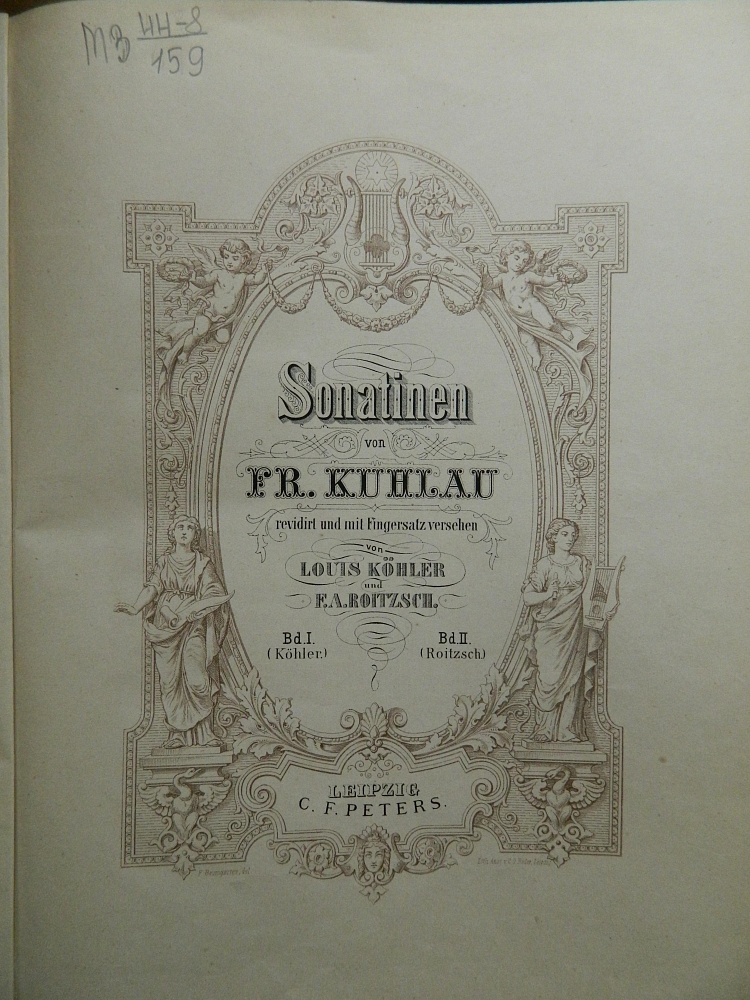 МЗ 44-8
159
Sonatinen
von
FR. KUHLAU
revidirt und mit Fingersatz versehen
von
LOUIS KÖHLER
und
F. A. ROITZSCH.
Bd. I. Bd. II.
(Köhler.) (Roitzsch.)
LEIPZIG
C. F. PETERS.